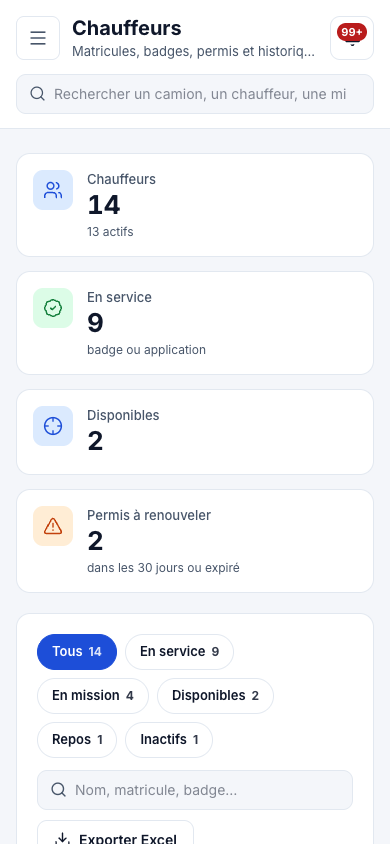 Chauffeurs
Matricules, badges, permis et historiq...
99+
Rechercher un camion, un chauffeur, une mi
Chauffeurs
14
13 actifs
En service
9
badge ou application
Disponibles
2
Permis à renouveler
2
dans les 30 jours ou expiré
Tous 14
En service 9
En mission 4
Disponibles 2
Repos 1
Inactifs 1
Nom, matricule, badge...
Exporter Excel